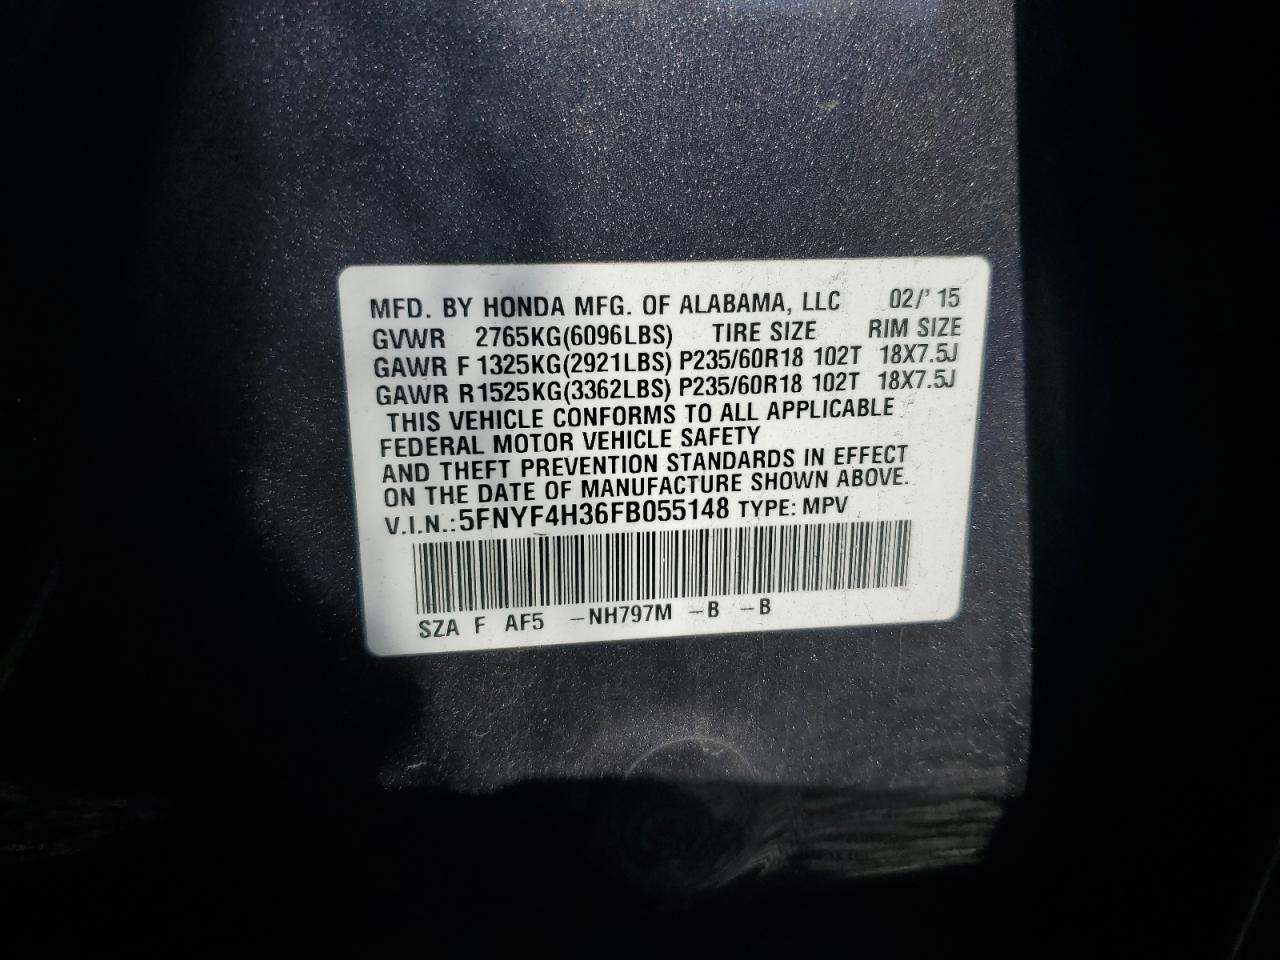 MFD. BY HONDA MFG. OF ALABAMA, LLC 02/' 15
GVWR 2765KG(6096LBS) TIRE SIZE RIM SIZE
GAWR F 1325KG(2921LBS) P235/60R18 102T 18X7.5J
GAWR R 1525KG(3362LBS) P235/60R18 102T 18X7.5J
THIS VEHICLE CONFORMS TO ALL APPLICABLE
FEDERAL MOTOR VEHICLE SAFETY
AND THEFT PREVENTION STANDARDS IN EFFECT
ON THE DATE OF MANUFACTURE SHOWN ABOVE.
V.I.N.: 5FNYF4H36FB055148 TYPE: MPV
SZA F AF5 -NH797M -B -B